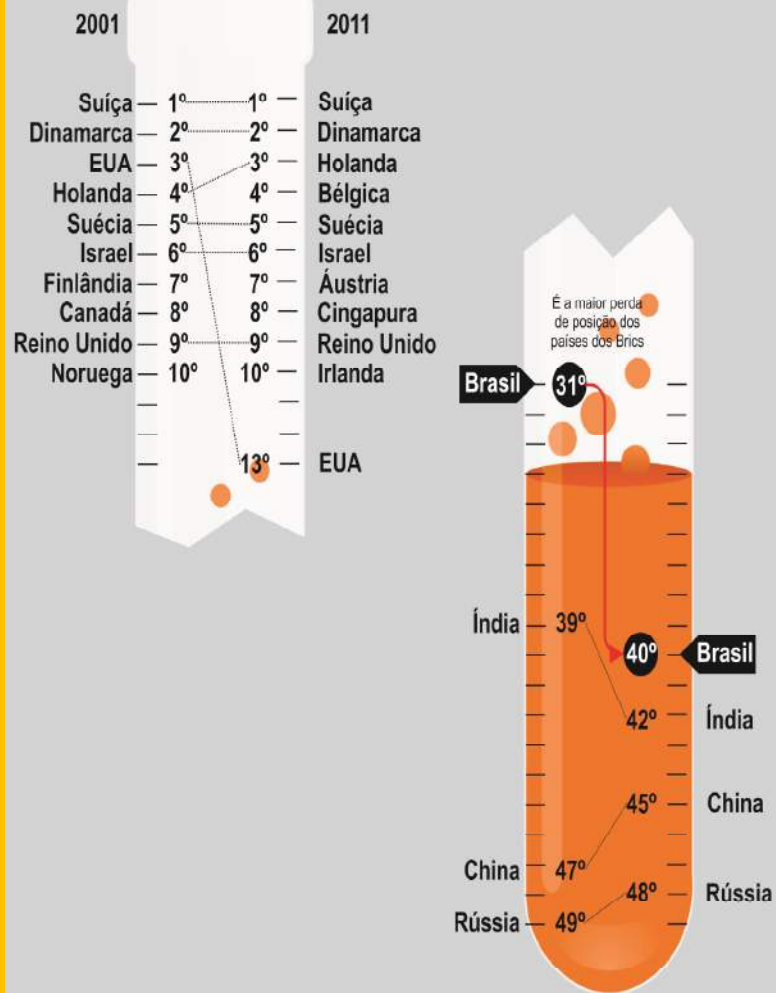 2001 2011
Suíça 1º 1º Suíça
Dinamarca 2º 2º Dinamarca
EUA 3º 3º Holanda
Holanda 4º 4º Bélgica
Suécia 5º 5º Suécia
Israel 6º 6º Israel
Finlândia 7º 7º Áustria
Canadá 8º 8º Cingapura
Reino Unido 9º 9º Reino Unido
Noruega 10º 10º Irlanda
13º EUA
É a maior perda
de posição dos
países dos Brics
Brasil 31º
Índia 39º
40º Brasil
42º Índia
45º China
China 47º
48º Rússia
Rússia 49º